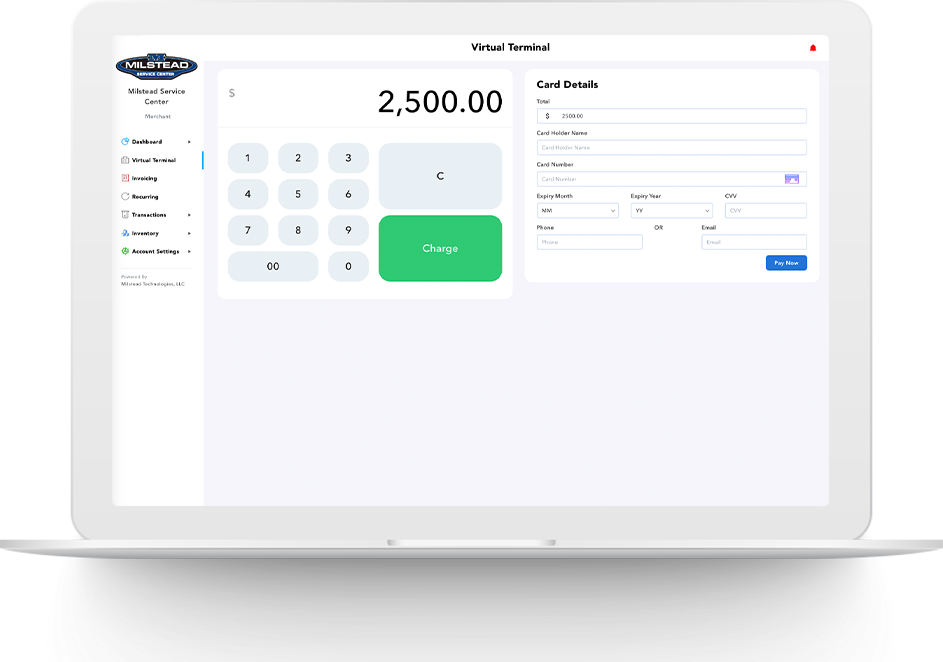 Virtual Terminal
MILSTEAD
SERVICE CENTER
Milstead Service
Center
Merchant
Dashboard
Virtual Terminal
Invoicing
Recurring
Transactions
Inventory
Account Settings
Powered By
Milstead Technologies, LLC
$
2,500.00
1
2
3
C
4
5
6
7
8
9
Charge
00
0
Card Details
Total
$ 2500.00
Card Holder Name
Card Holder Name
Card Number
Card Number
Expiry Month Expiry Year CVV
MM YY CVV
Phone OR Email
Phone Email
Pay Now